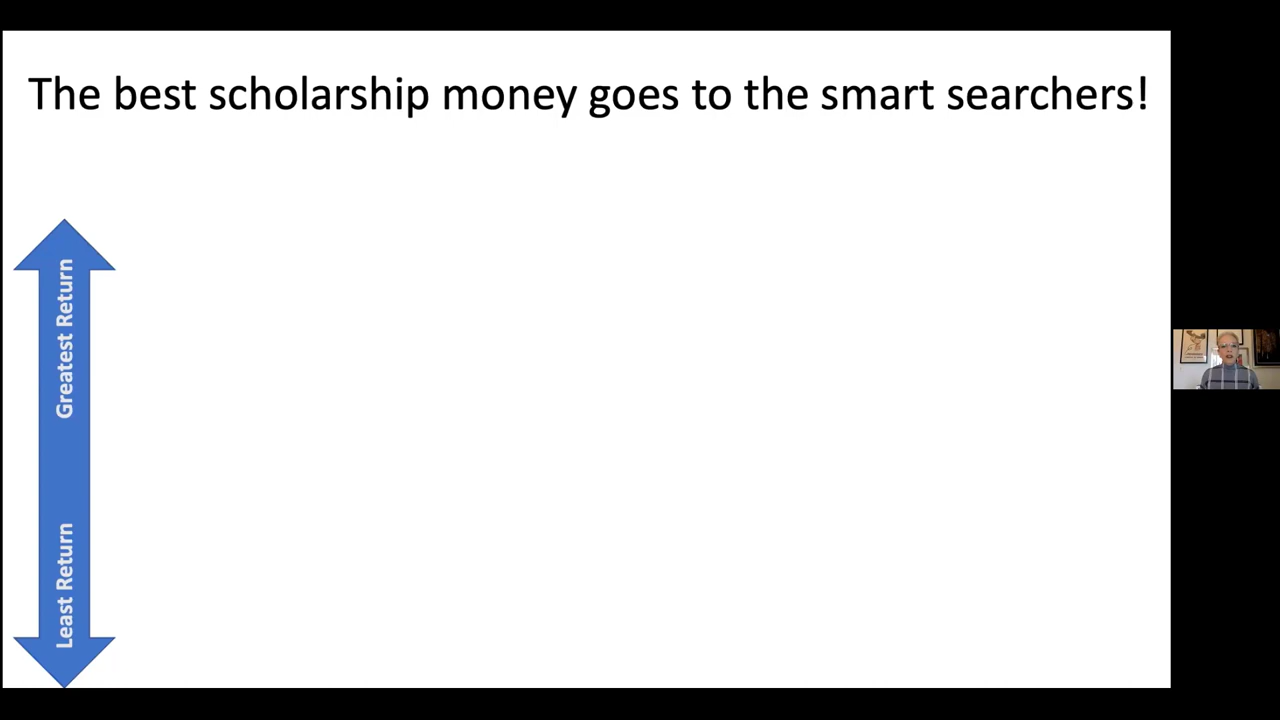 The best scholarship money goes to the smart searchers!
Greatest Return
Least Return